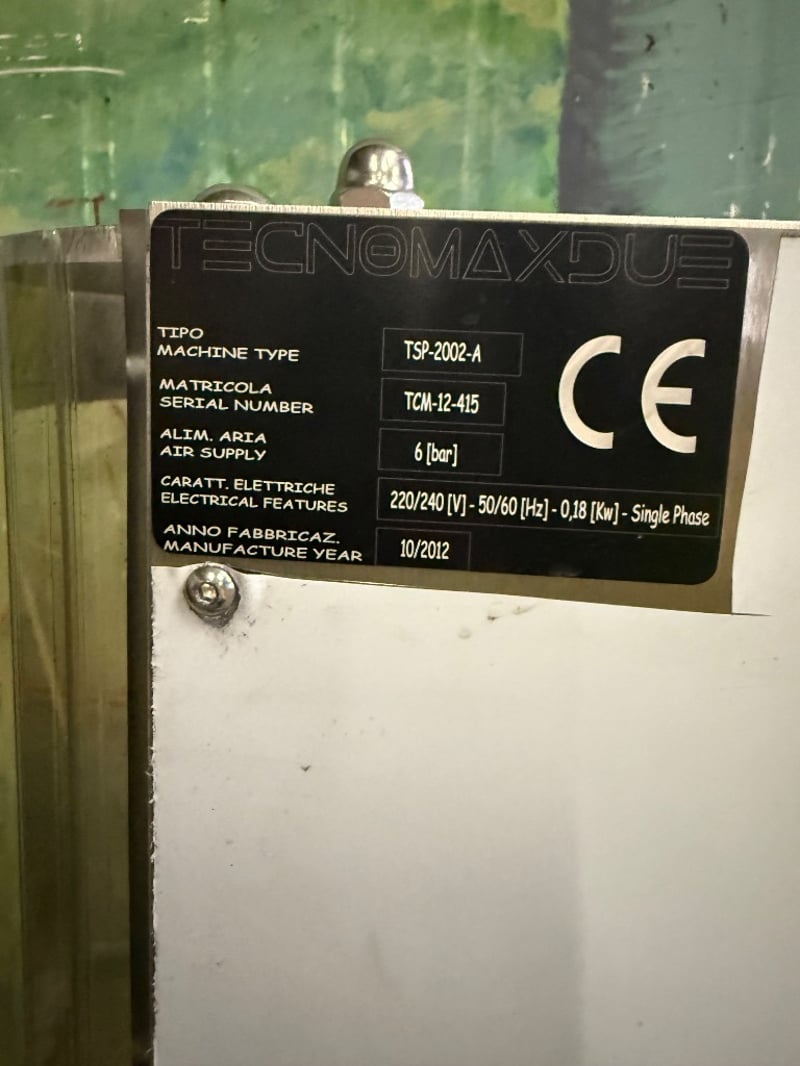 TECNOMAXDUE
TIPO
MACHINE TYPE
TSP-2002-A
MATRICOLA
SERIAL NUMBER
TCM-12-415
ALIM. ARIA
AIR SUPPLY
6 [bar]
CARATT. ELETTRICHE
ELECTRICAL FEATURES
220/240 [V] - 50/60 [Hz] - 0,18 [Kw] - Single Phase
ANNO FABBRICAZ.
MANUFACTURE YEAR
10/2012
CE